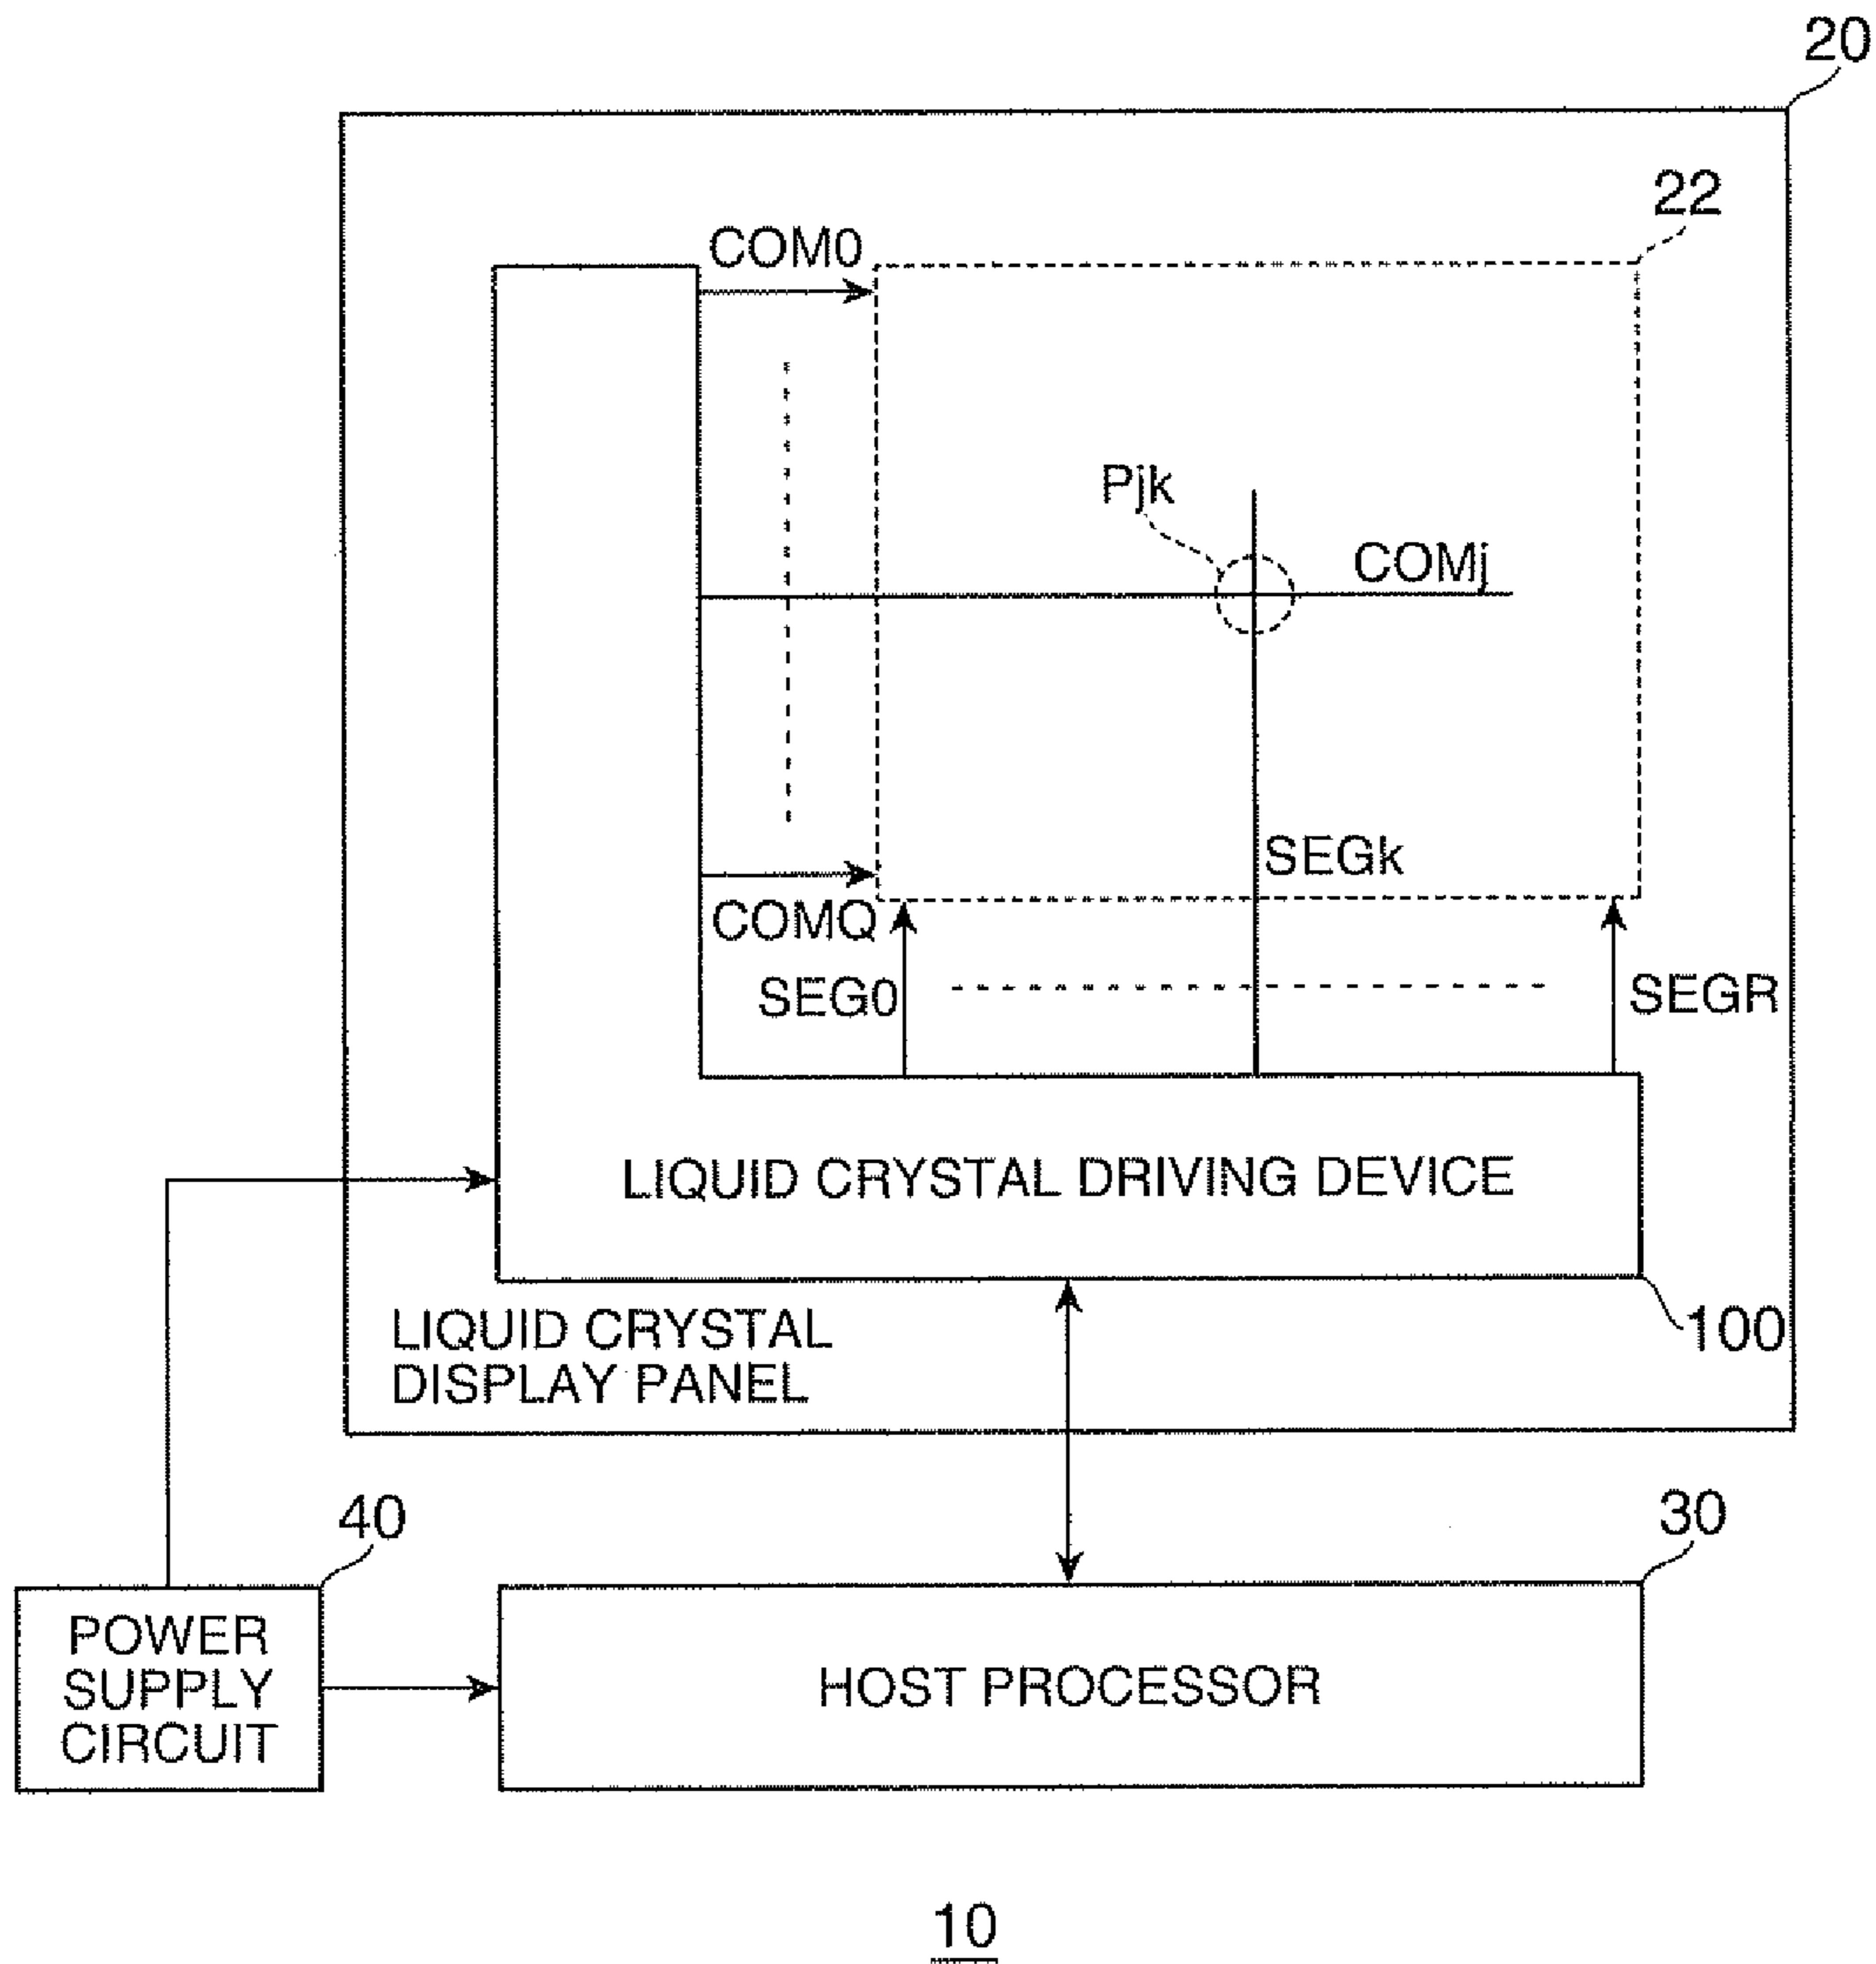 20
22
COM0
Pjk
COMj
SEGk
COMQ
SEG0
SEGR
LIQUID CRYSTAL DRIVING DEVICE
100
LIQUID CRYSTAL
DISPLAY PANEL
40
30
POWER
SUPPLY
CIRCUIT
HOST PROCESSOR
10